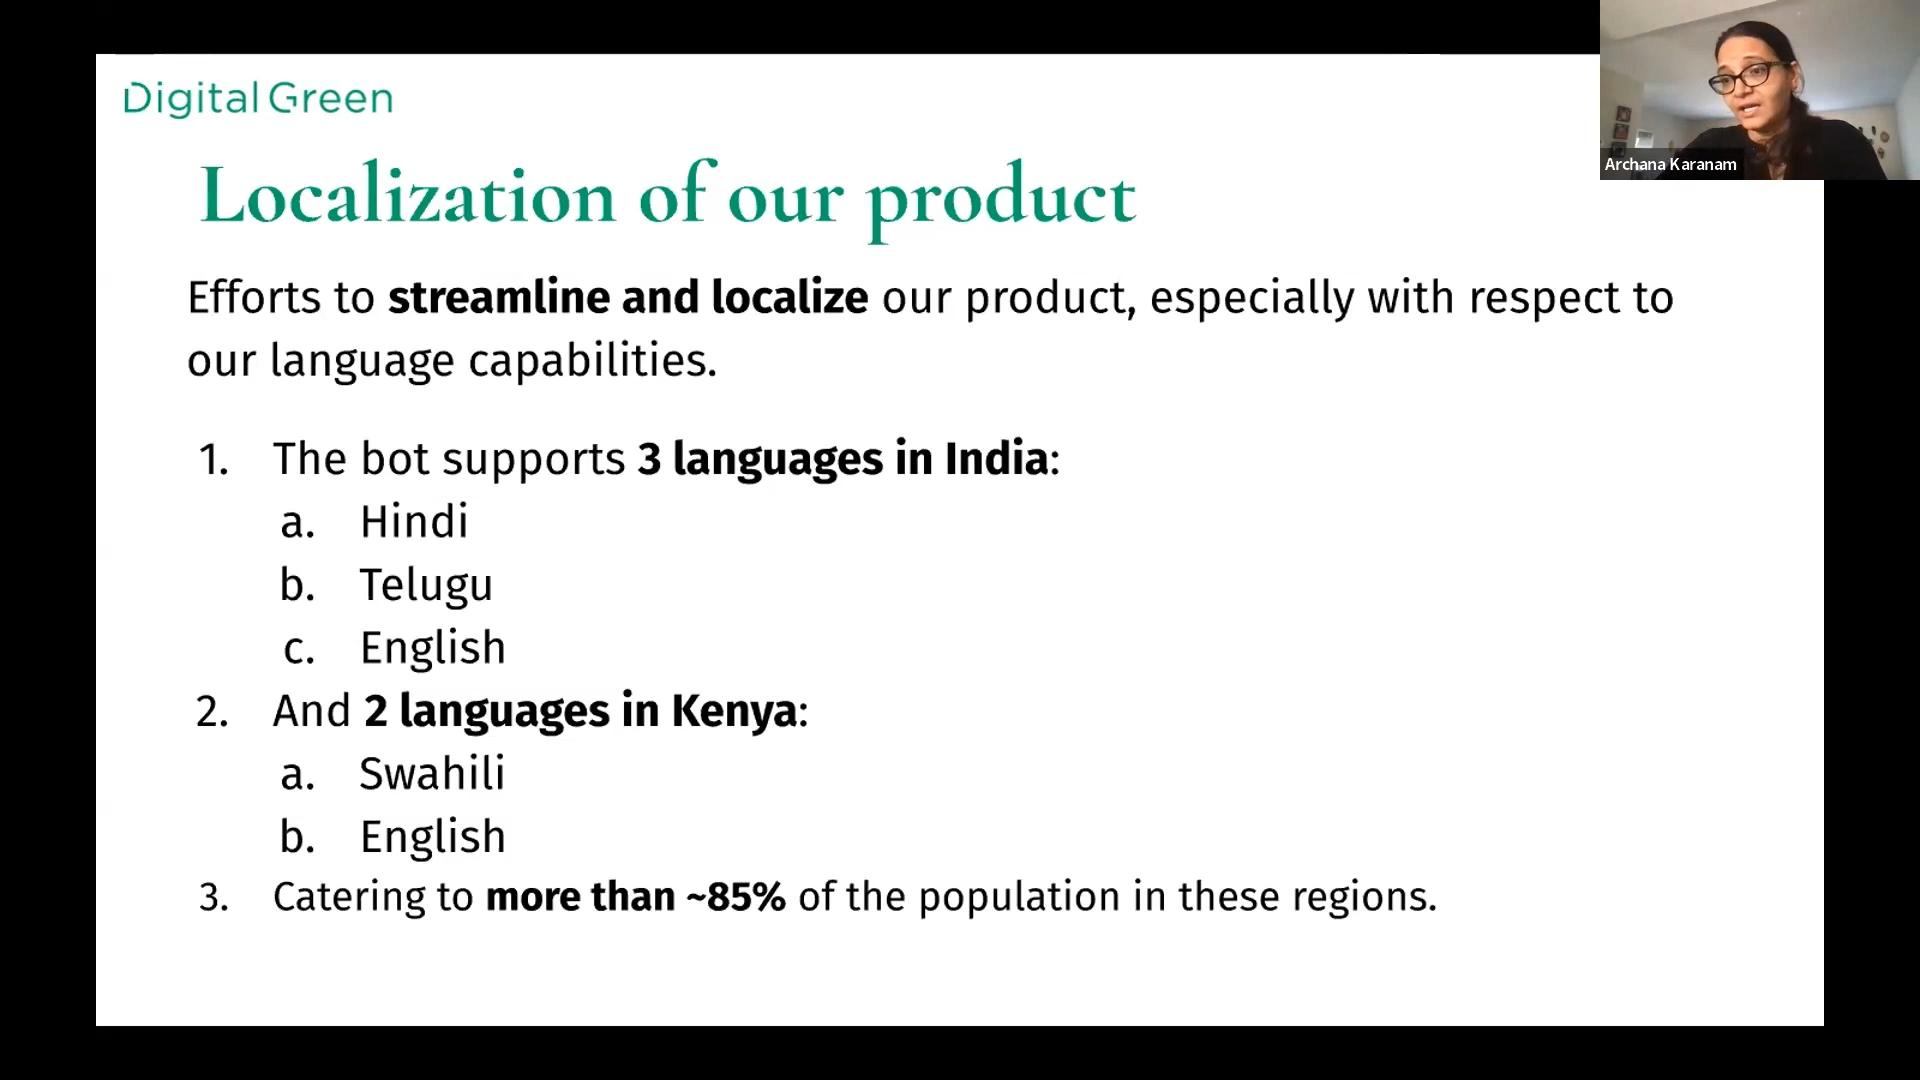 Digital Green
Archana Karanam
Localization of our product
Efforts to streamline and localize our product, especially with respect to
our language capabilities.
1. The bot supports 3 languages in India:
a. Hindi
b. Telugu
c. English
2. And 2 languages in Kenya:
a. Swahili
b. English
3. Catering to more than ~85% of the population in these regions.